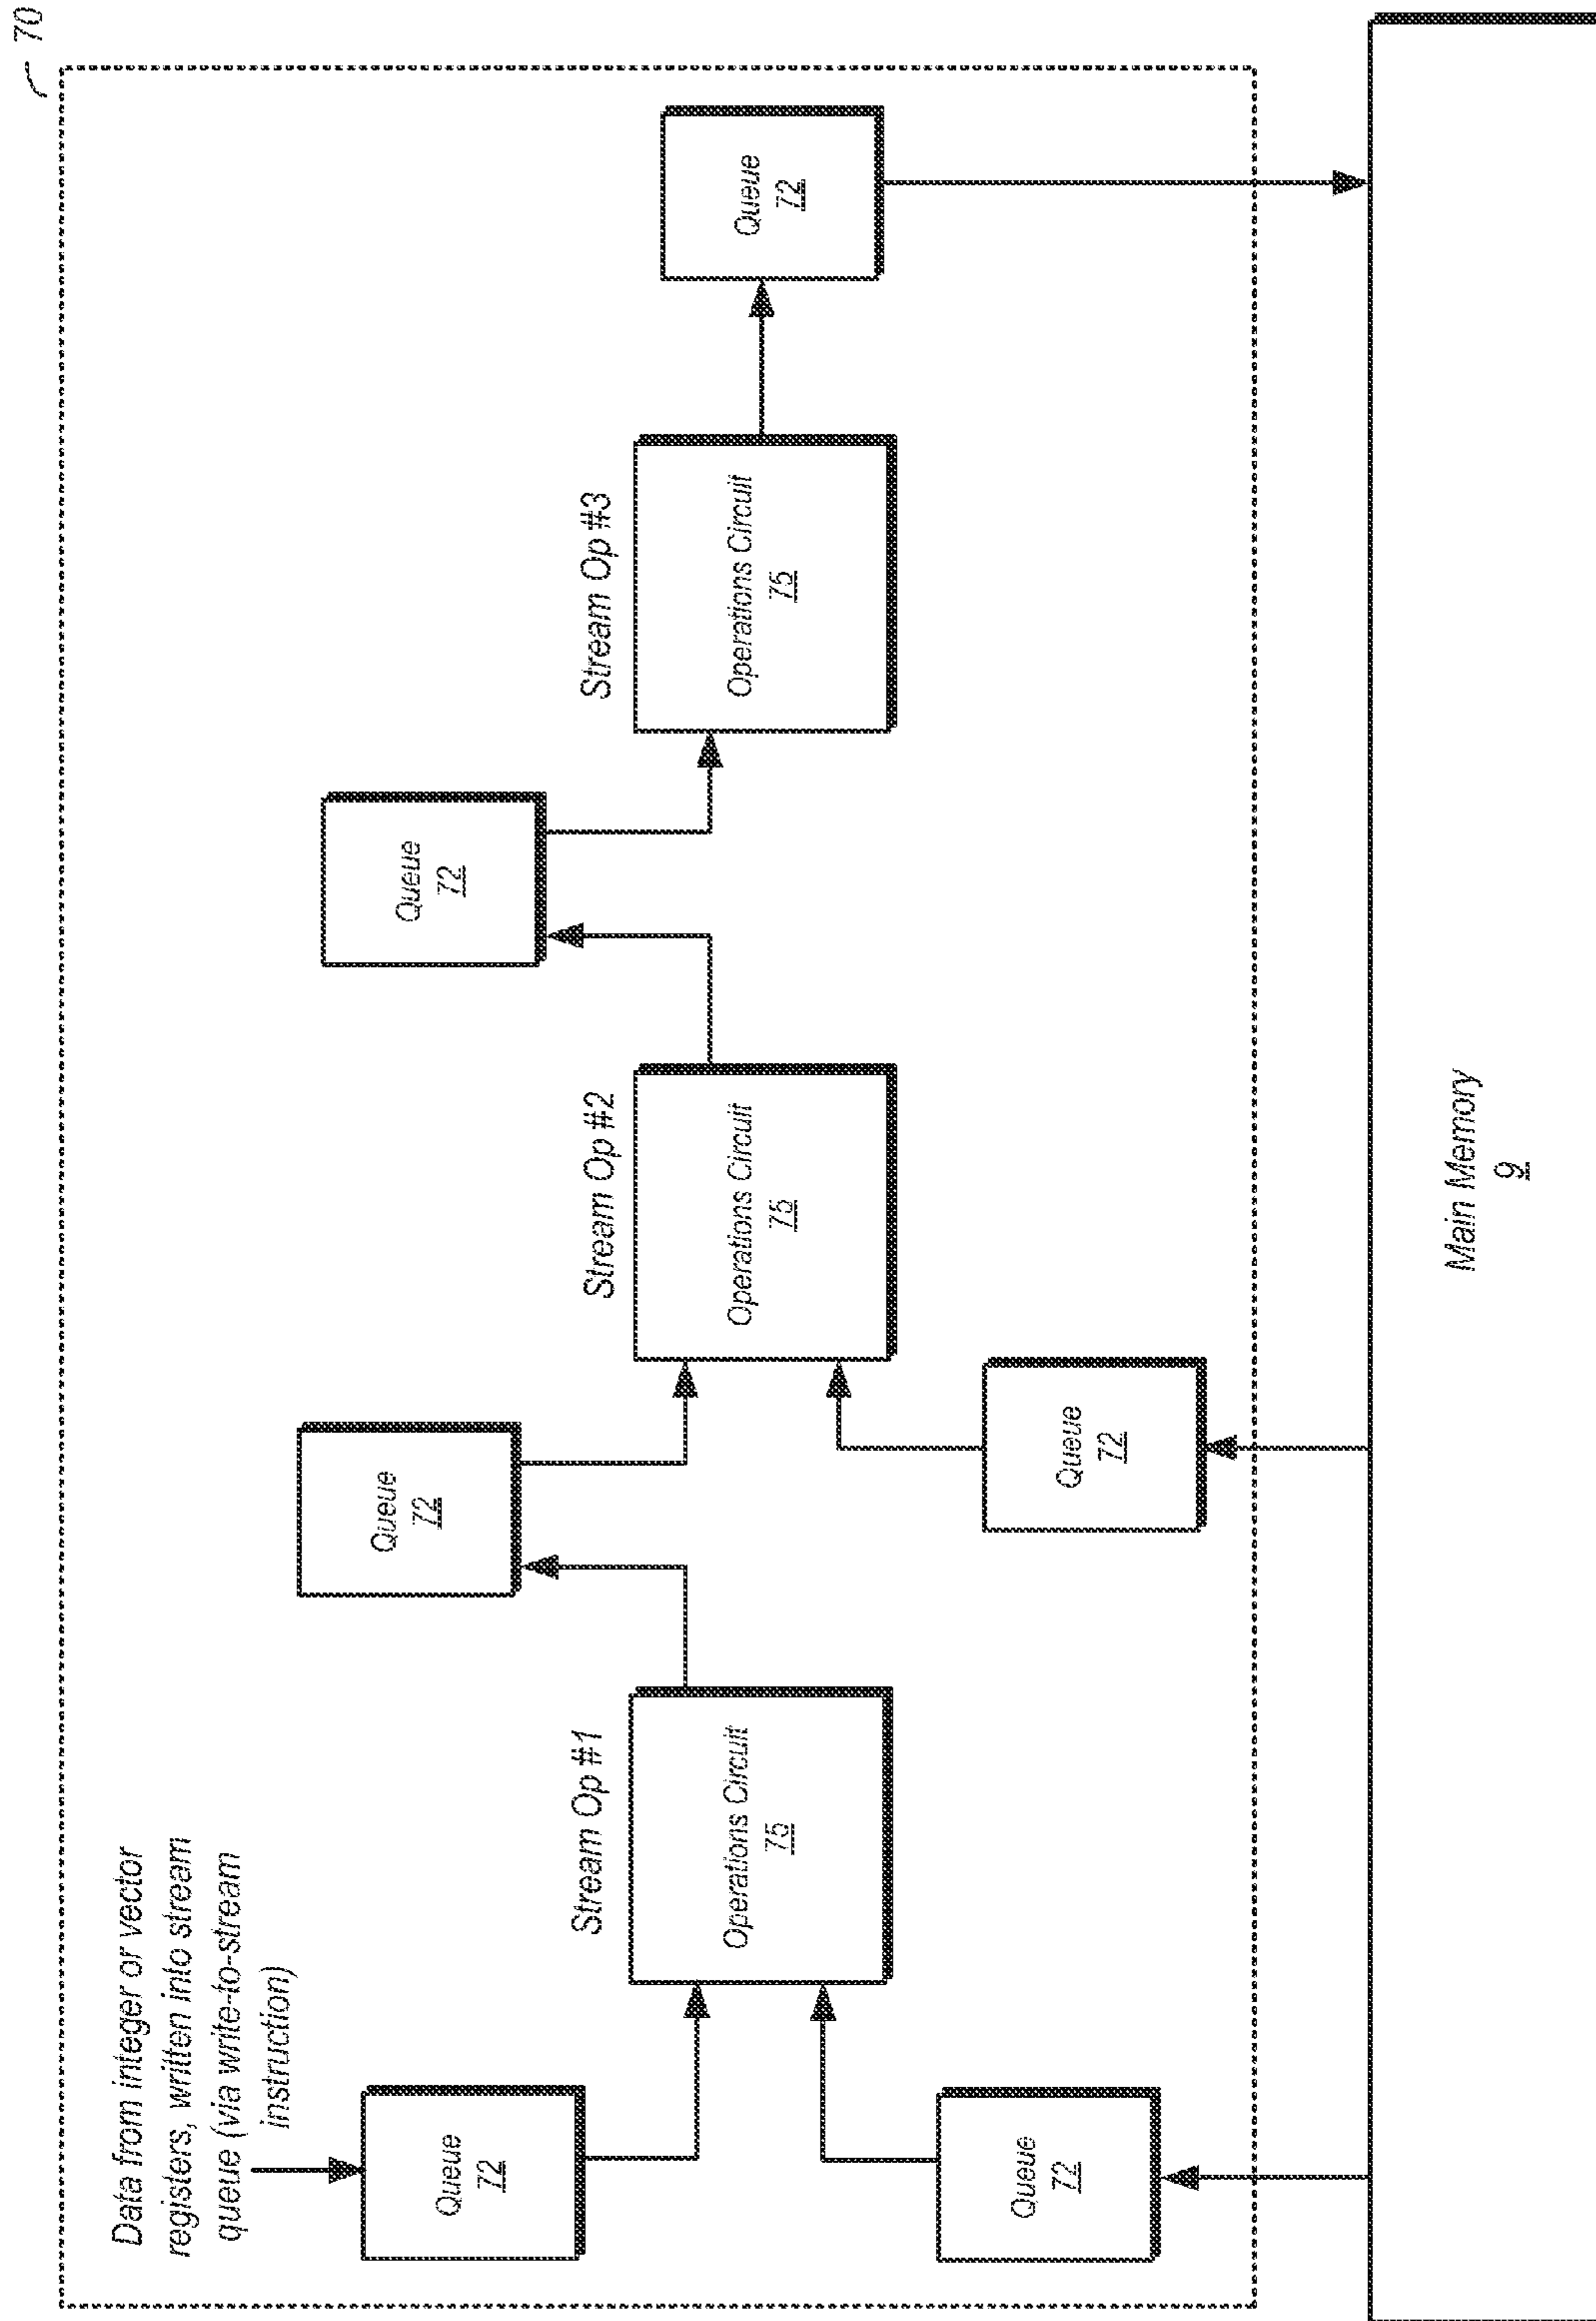 70
Data from integer or vector
registers, written into stream
queue (via write-to-stream
instruction)
Queue
72
Queue
72
Stream Op #1
Operations Circuit
75
Queue
72
Queue
72
Stream Op #2
Operations Circuit
75
Queue
72
Stream Op #3
Operations Circuit
75
Queue
72
Main Memory
9